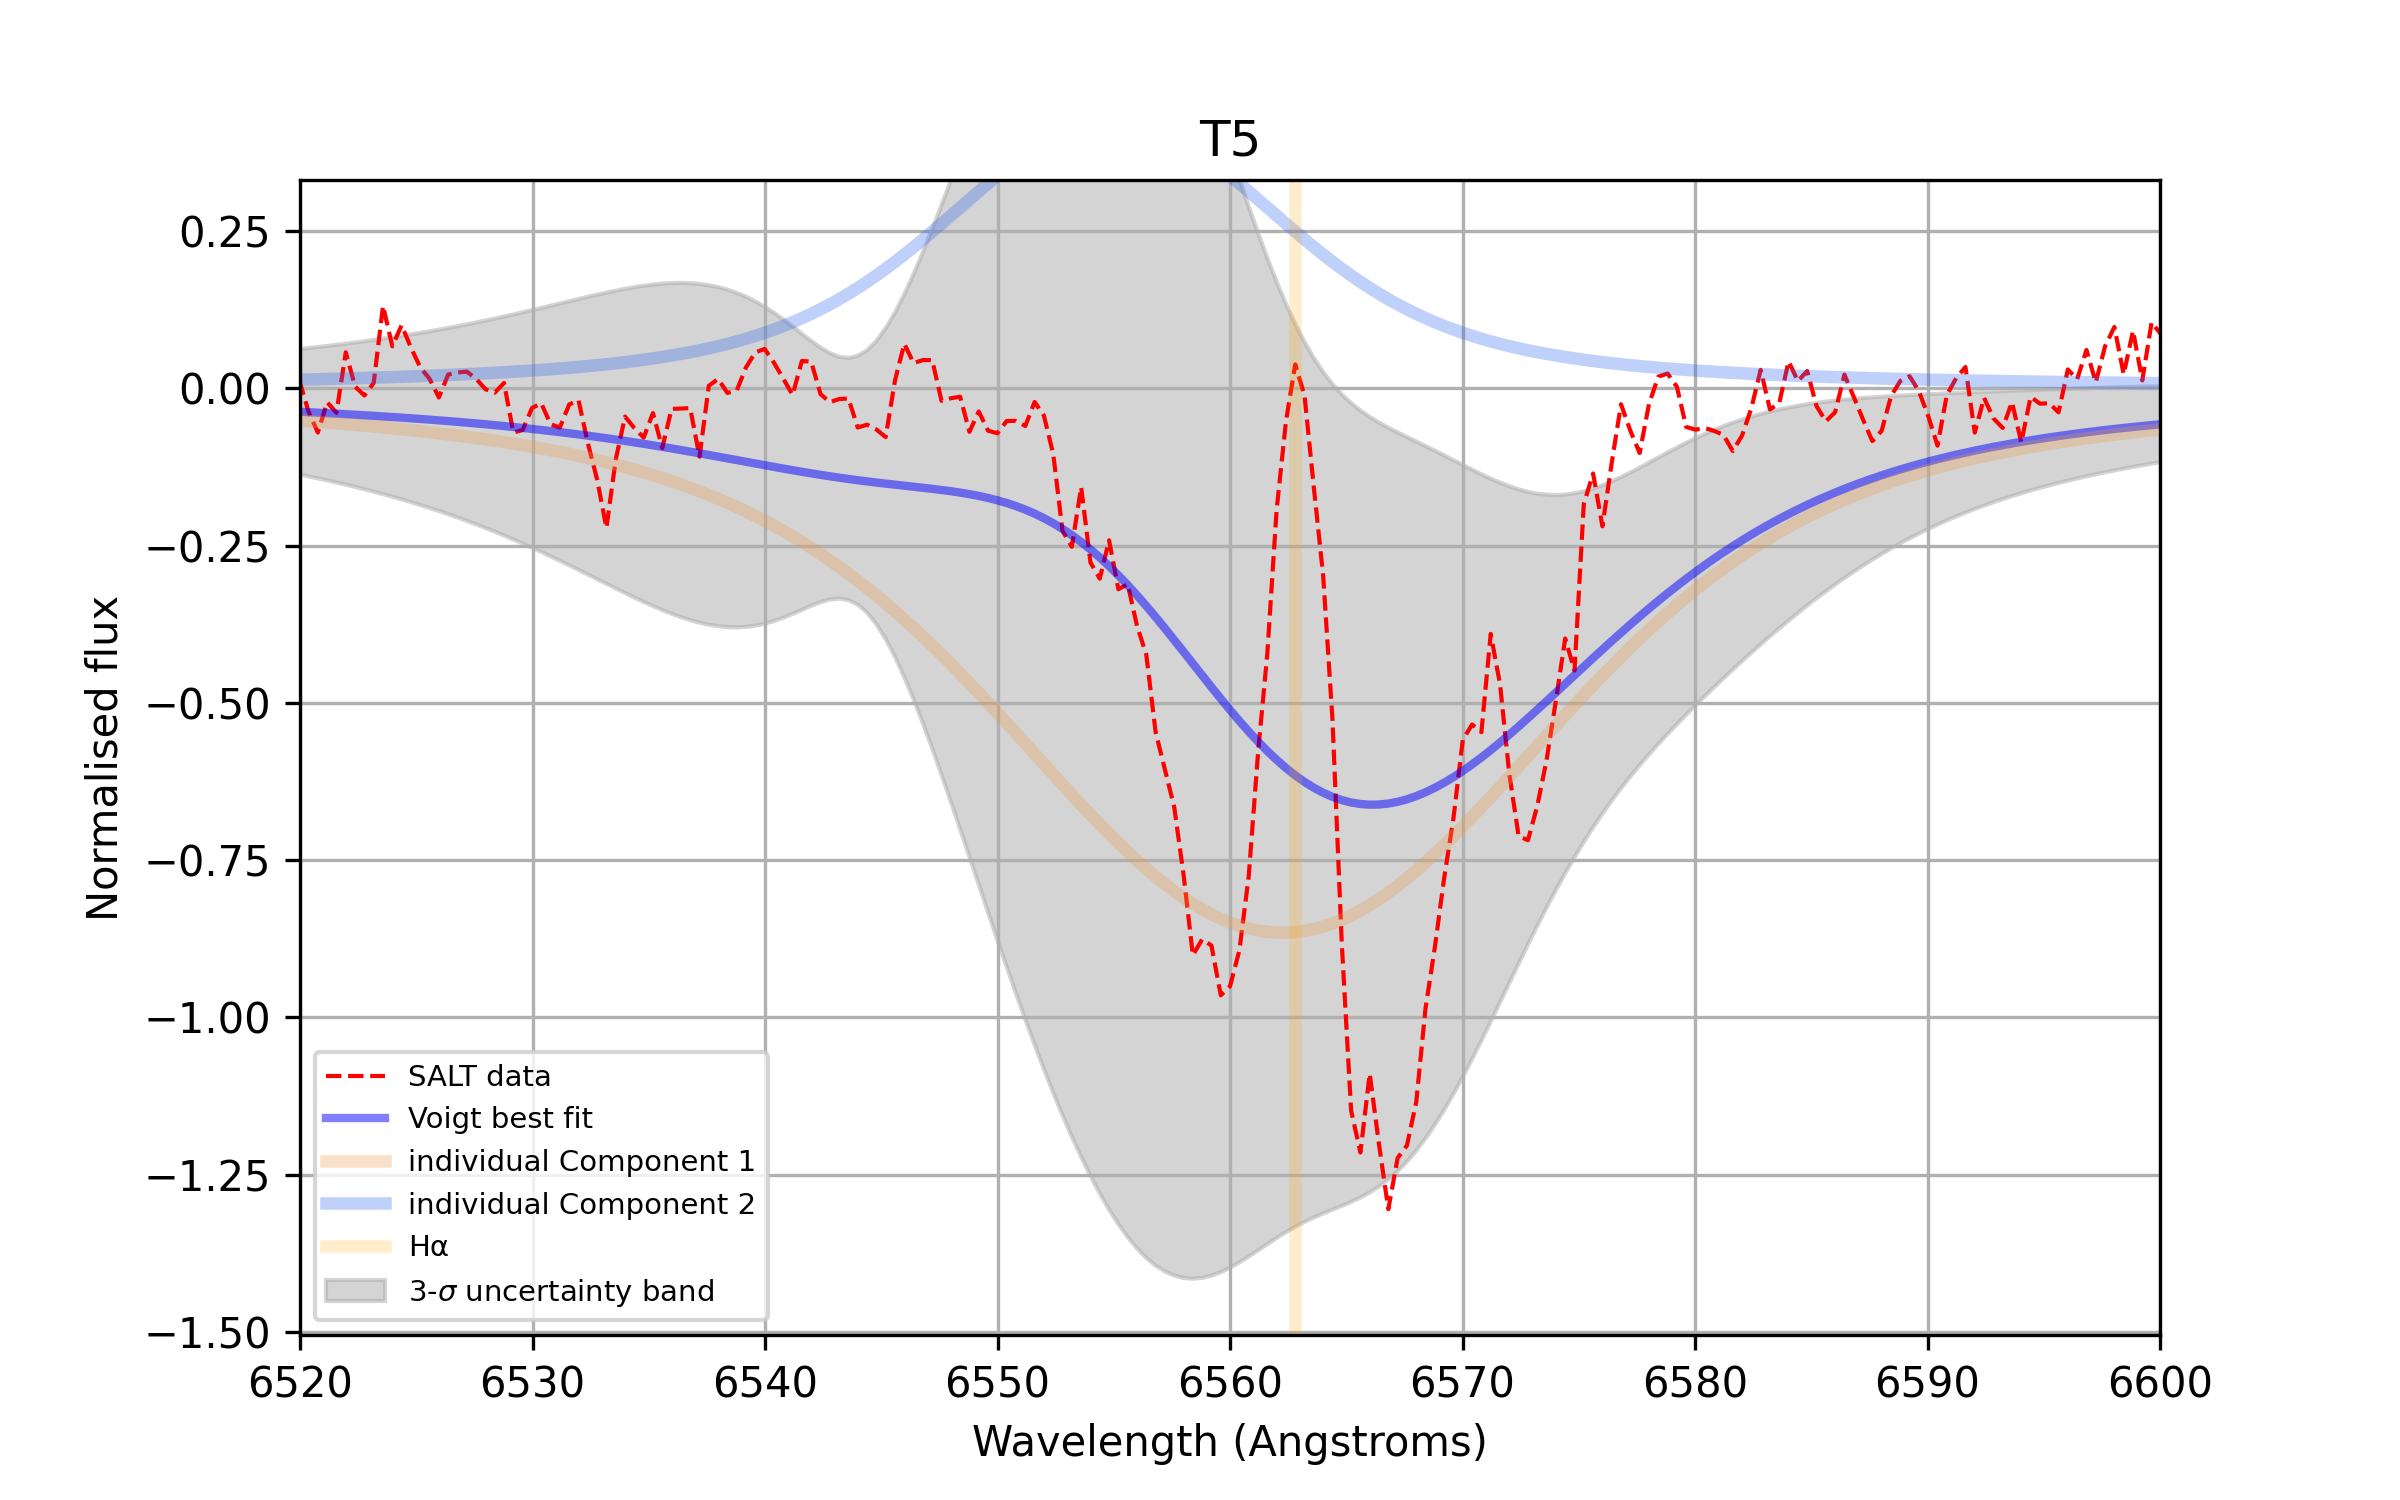 T5
0.25
0.00
−0.25
−0.50
−0.75
−1.00
−1.25
−1.50
Normalised flux
SALT data
Voigt best fit
individual Component 1
individual Component 2
Hα
3-σ uncertainty band
6520 6530 6540 6550 6560 6570 6580 6590 6600
Wavelength (Angstroms)